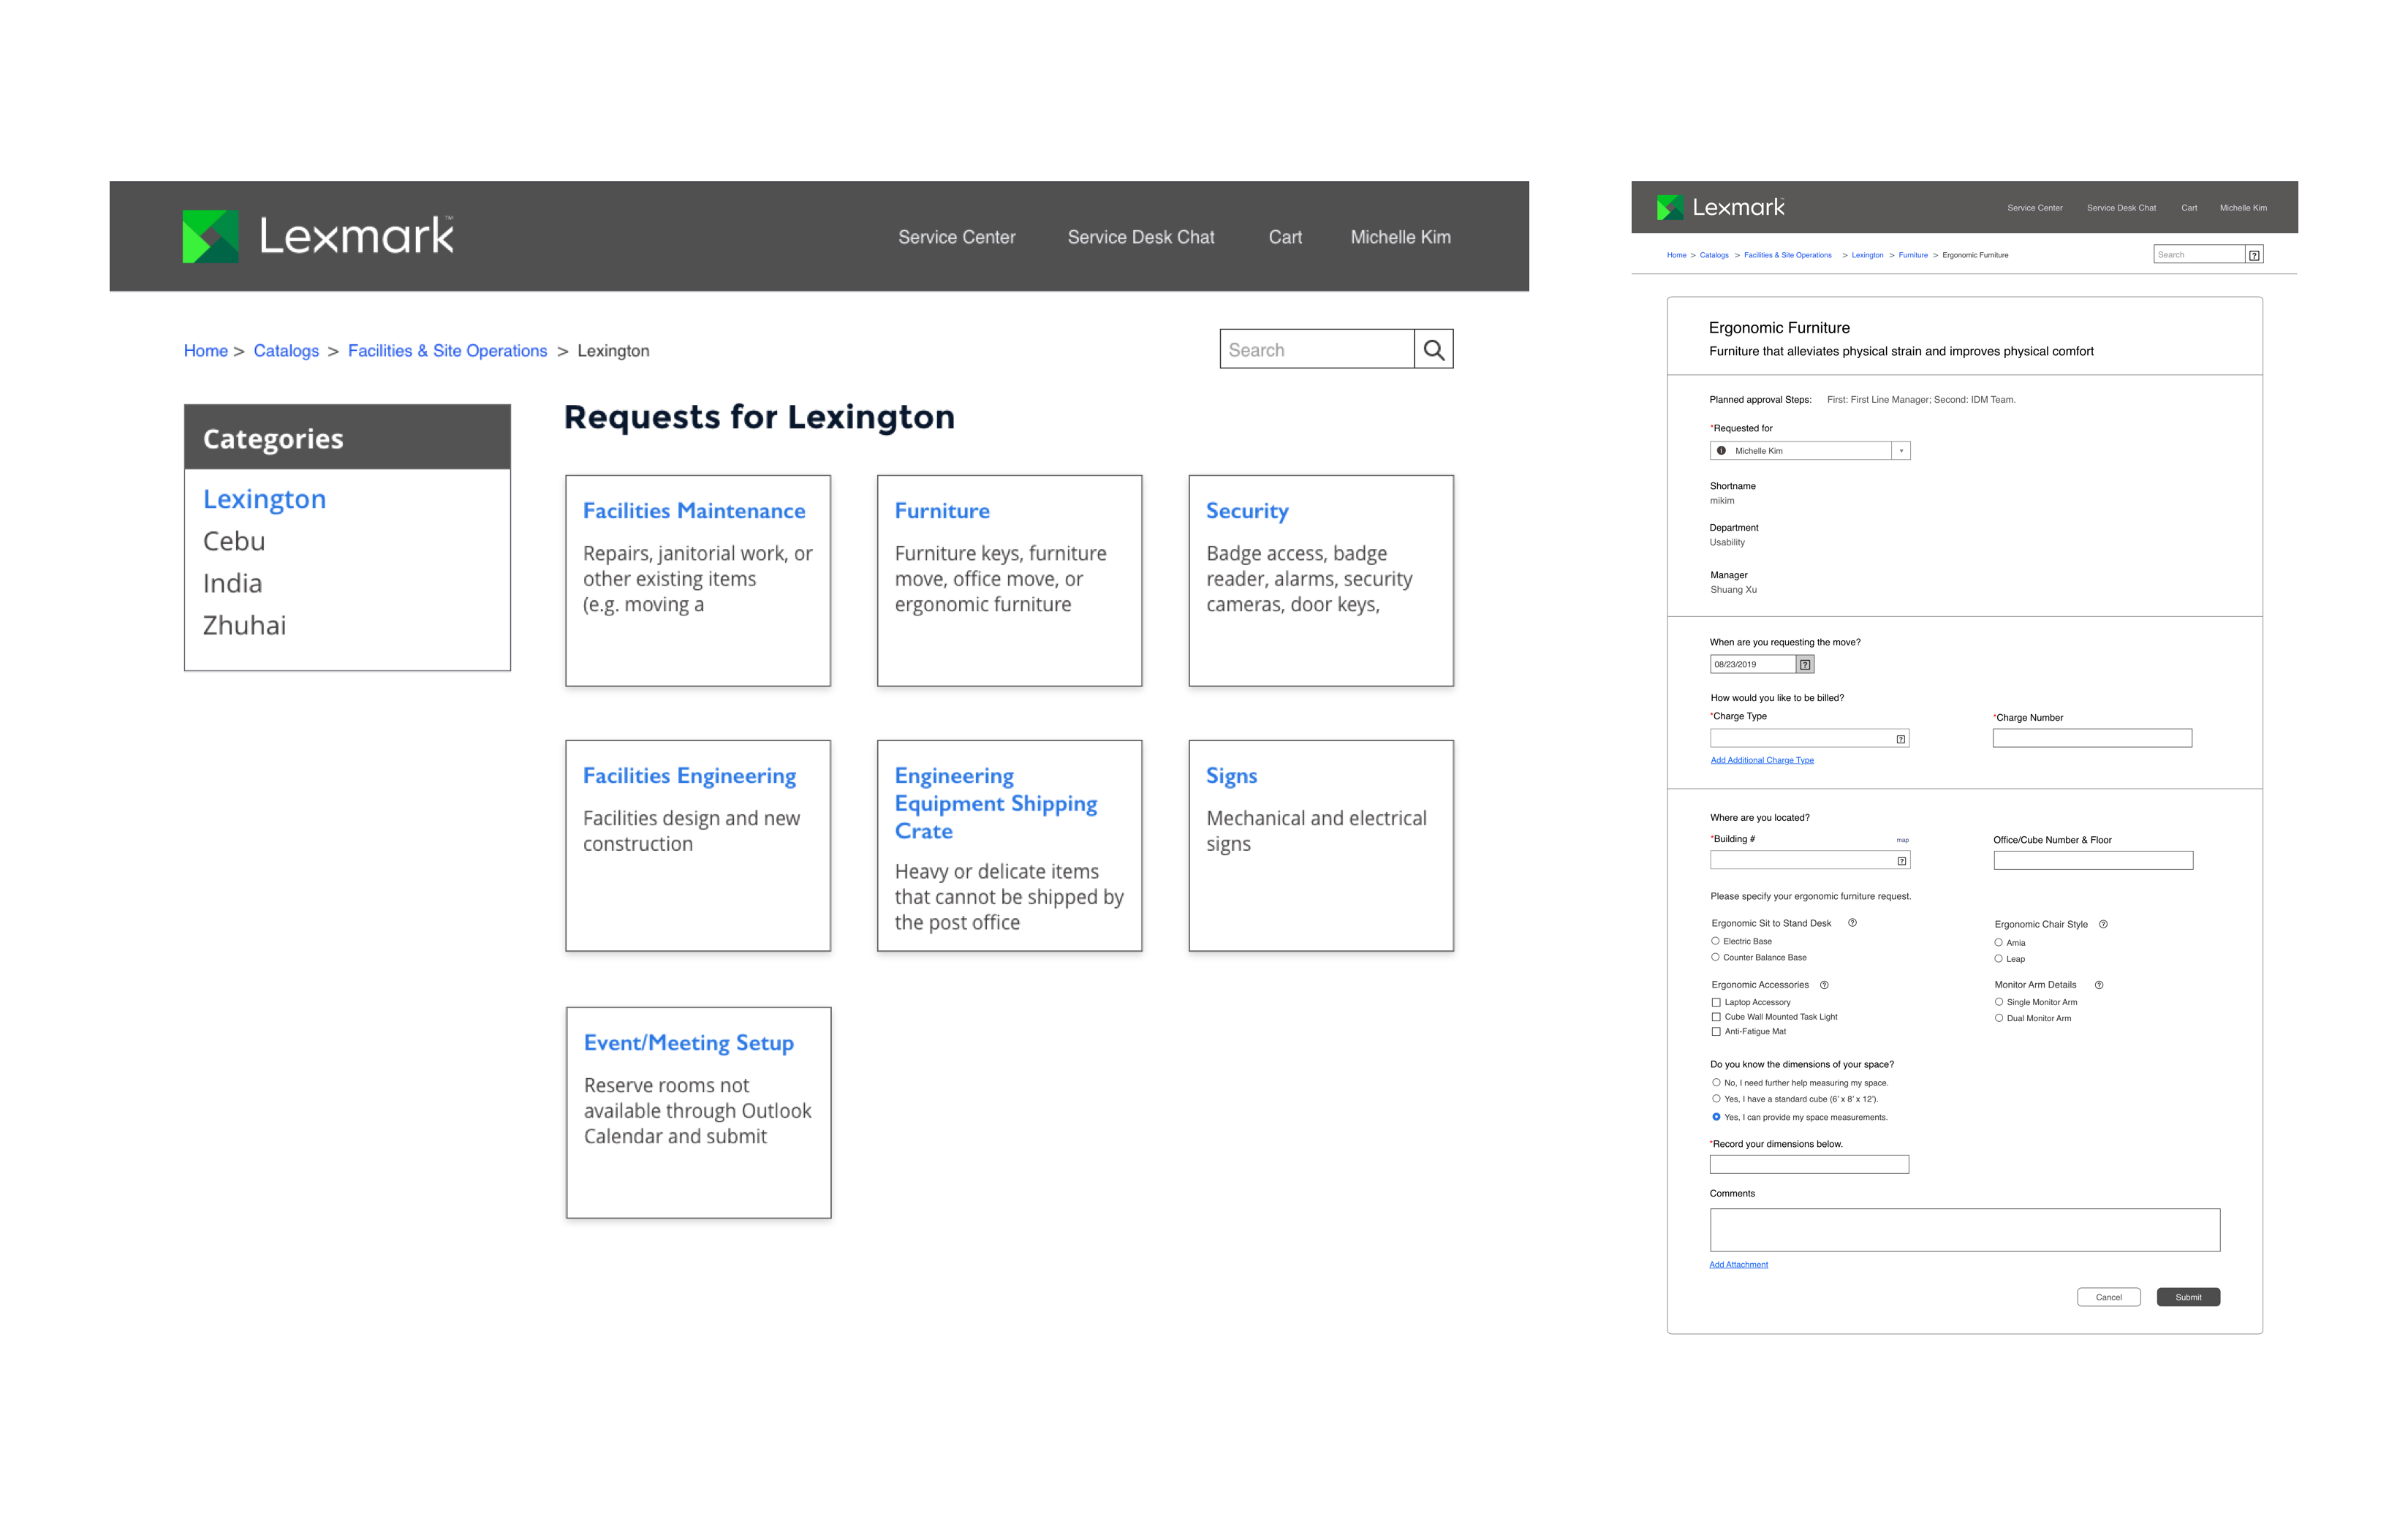 Lexmark™
Service Center Service Desk Chat Cart Michelle Kim
Home > Catalogs > Facilities & Site Operations > Lexington
Search
Categories
Lexington
Cebu
India
Zhuhai
Requests for Lexington
Facilities Maintenance
Repairs, janitorial work, or
other existing items
(e.g. moving a
Furniture
Furniture keys, furniture
move, office move, or
ergonomic furniture
Security
Badge access, badge
reader, alarms, security
cameras, door keys,
Facilities Engineering
Facilities design and new
construction
Engineering
Equipment Shipping
Crate
Heavy or delicate items
that cannot be shipped by
the post office
Signs
Mechanical and electrical
signs
Event/Meeting Setup
Reserve rooms not
available through Outlook
Calendar and submit
Lexmark
Service Center Service Desk Chat Cart Michelle Kim
Home > Catalogs > Facilities & Site Operations > Lexington > Furniture > Ergonomic Furniture
Search ?
Ergonomic Furniture
Furniture that alleviates physical strain and improves physical comfort
Planned approval Steps: First: First Line Manager; Second: IDM Team.
*Requested for
Michelle Kim
Shortname
mikim
Department
Usability
Manager
Shuang Xu
When are you requesting the move?
08/23/2019 ?
How would you like to be billed?
*Charge Type
?
*Charge Number
Add Additional Charge Type
Where are you located?
*Building # map
?
Office/Cube Number & Floor
Please specify your ergonomic furniture request.
Ergonomic Sit to Stand Desk ?
Electric Base
Counter Balance Base
Ergonomic Chair Style ?
Amia
Leap
Ergonomic Accessories ?
Laptop Accessory
Cube Wall Mounted Task Light
Anti-Fatigue Mat
Monitor Arm Details ?
Single Monitor Arm
Dual Monitor Arm
Do you know the dimensions of your space?
No, I need further help measuring my space.
Yes, I have a standard cube (6' x 8' x 12').
Yes, I can provide my space measurements.
*Record your dimensions below.
Comments
Add Attachment
Cancel Submit